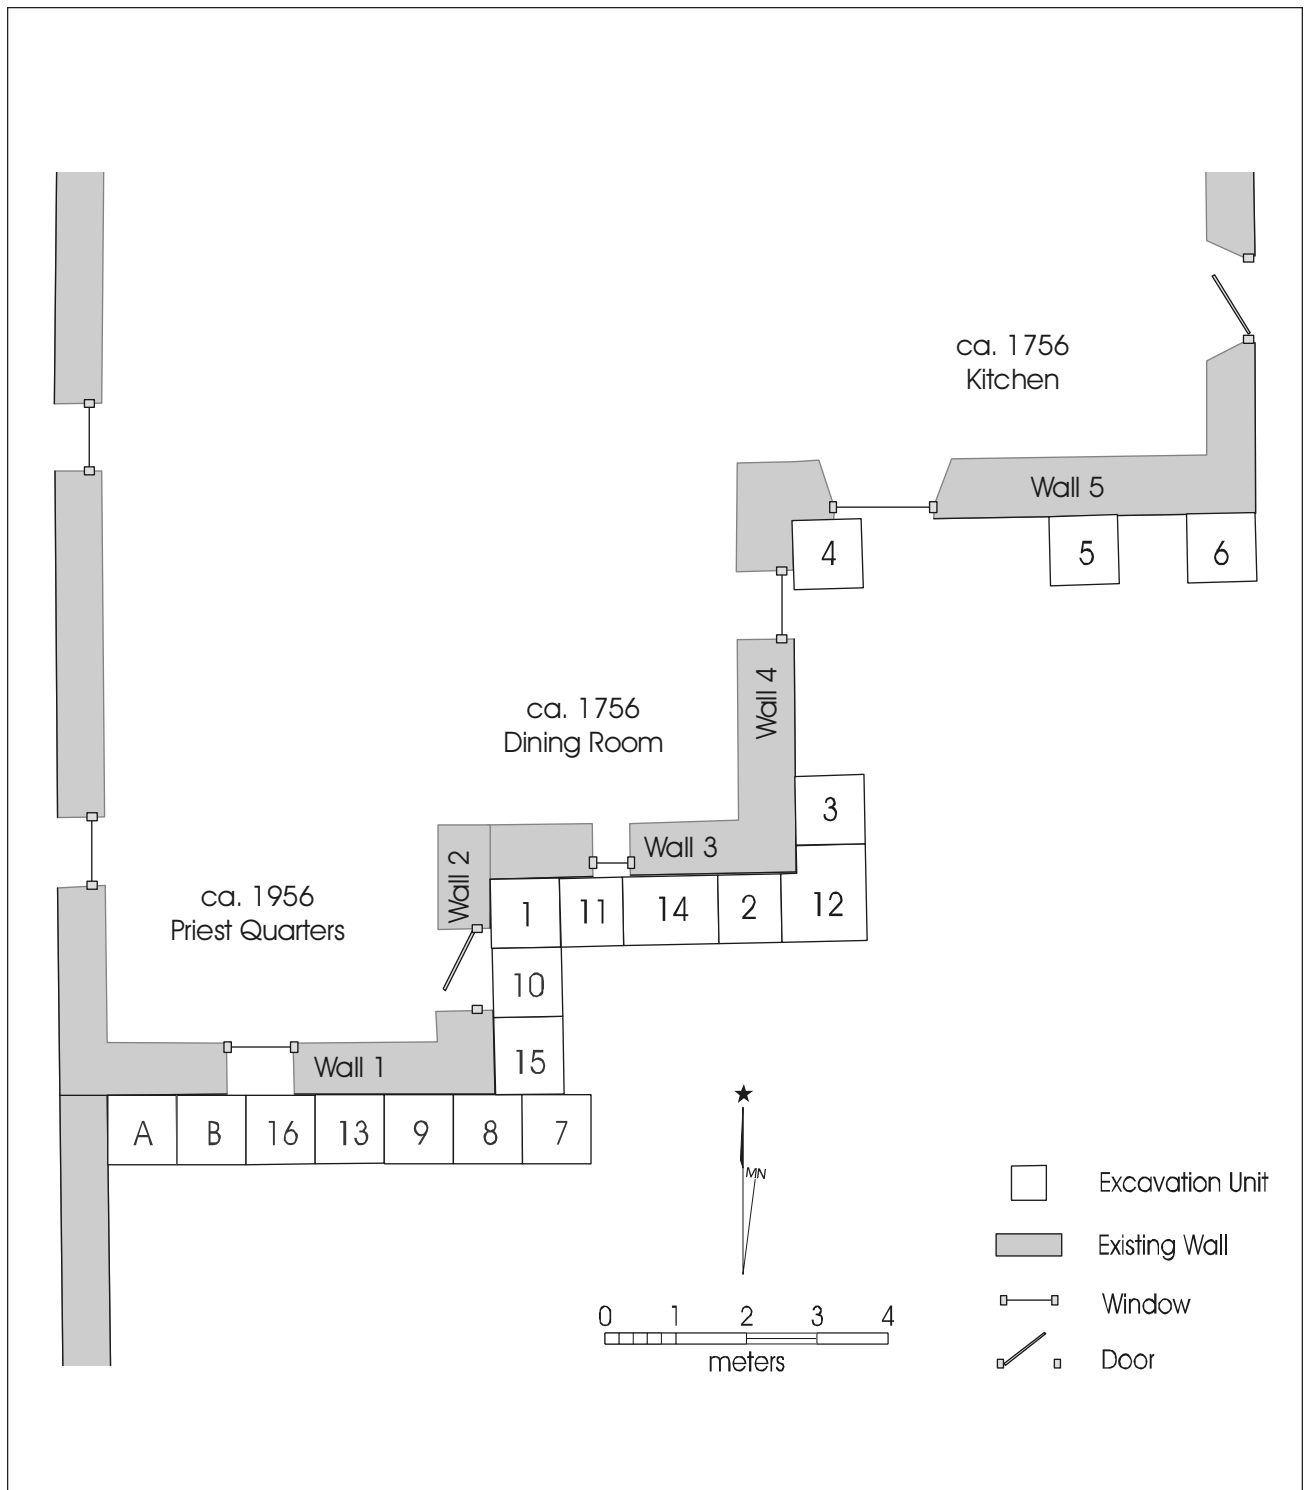 ca. 1756
Kitchen
Wall 5
4
5
6
Wall 4
ca. 1756
Dining Room
3
Wall 3
Wall 2
ca. 1956
Priest Quarters
1
11
14
2
12
10
15
Wall 1
A
B
16
13
9
8
7
MN
Excavation Unit
Existing Wall
Window
Door
0 1 2 3 4
meters